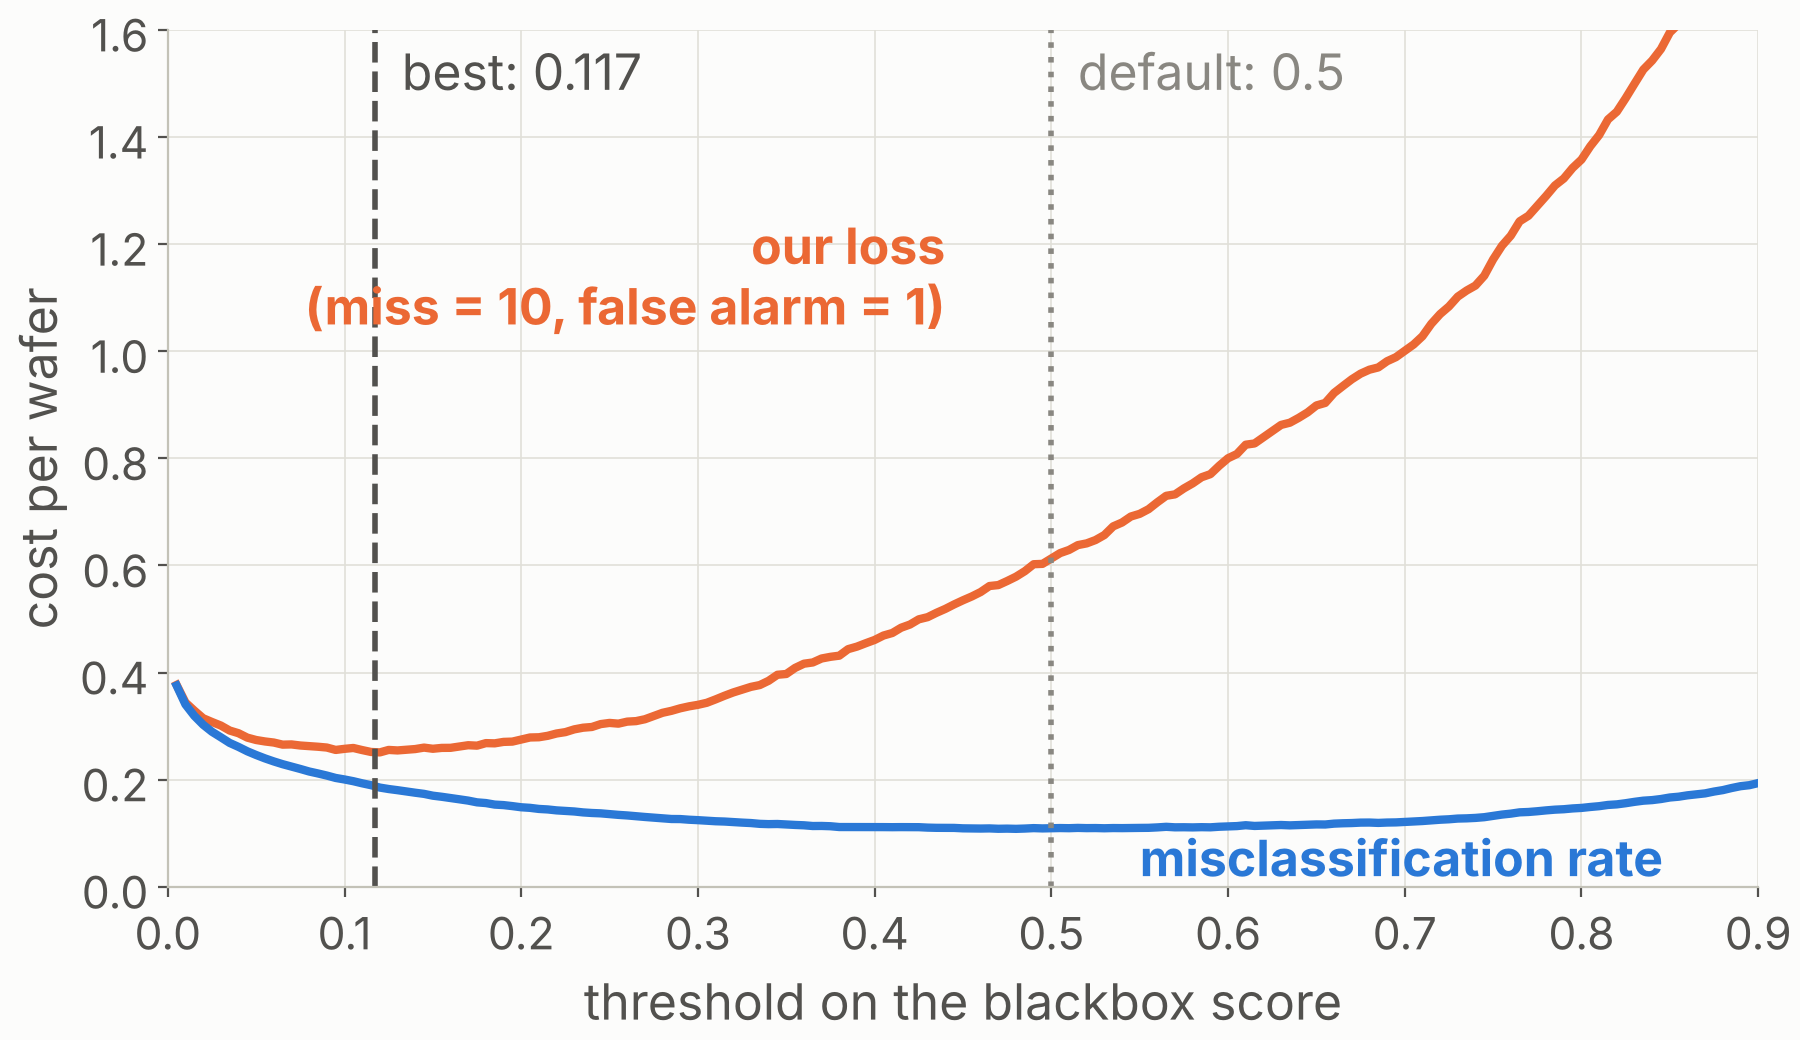 1.6
1.4
1.2
1.0
0.8
0.6
0.4
0.2
0.0
cost per wafer
best: 0.117
default: 0.5
our loss
(miss = 10, false alarm = 1)
misclassification rate
0.0 0.1 0.2 0.3 0.4 0.5 0.6 0.7 0.8 0.9
threshold on the blackbox score